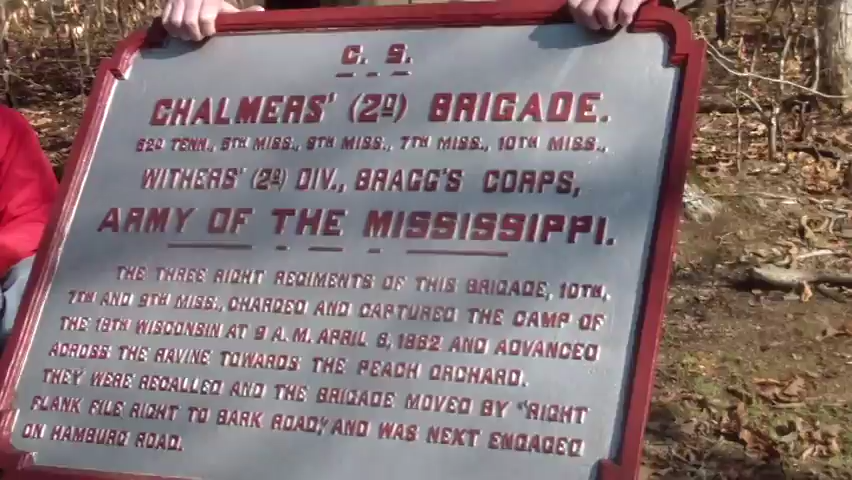 C. S.
CHALMERS' (2D) BRIGADE.
52D TENN., 5TH MISS., 9TH MISS., 7TH MISS., 10TH MISS.,
WITHERS' (2D) DIV., BRAGG'S CORPS,
ARMY OF THE MISSISSIPPI.
THE THREE RIGHT REGIMENTS OF THIS BRIGADE, 10TH,
7TH AND 9TH MISS., CHARGED AND CAPTURED THE CAMP OF
THE 18TH WISCONSIN AT 9 A.M. APRIL 6, 1862 AND ADVANCED
ACROSS THE RAVINE TOWARDS THE PEACH ORCHARD.
THEY WERE RECALLED AND THE BRIGADE MOVED BY "RIGHT
FLANK FILE RIGHT TO BARK ROAD," AND WAS NEXT ENGAGED
ON HAMBURG ROAD.